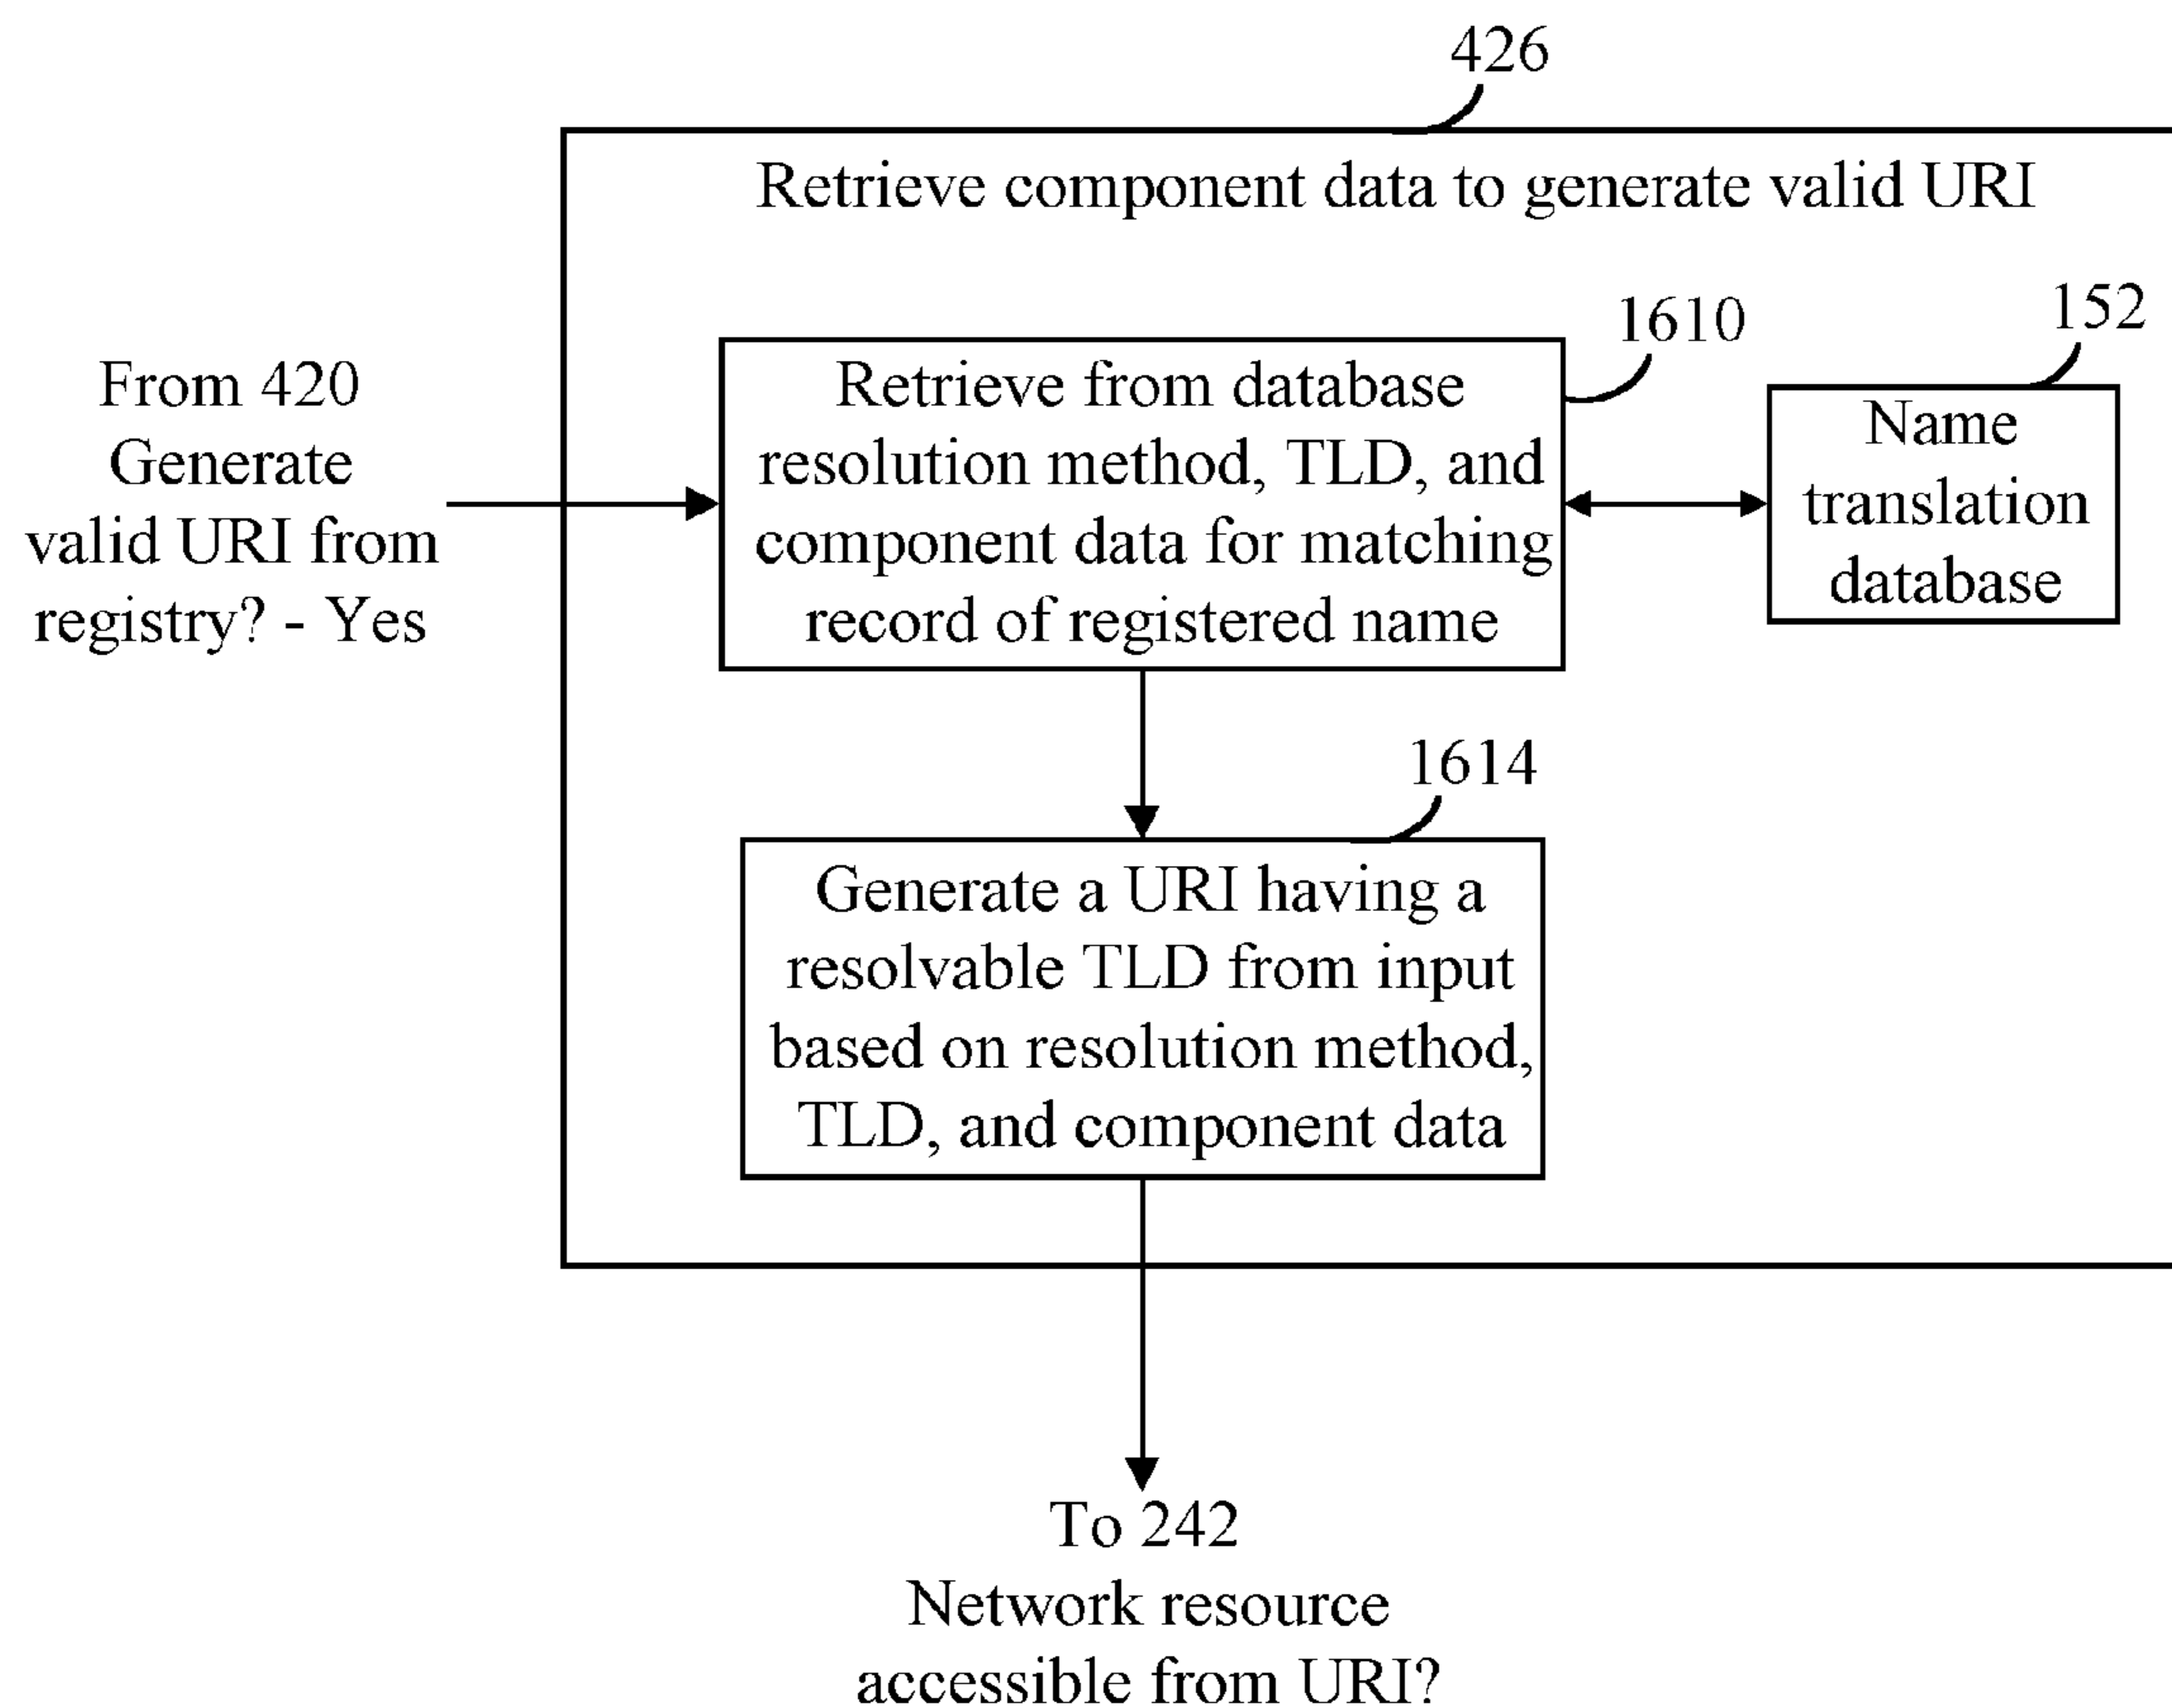 426
Retrieve component data to generate valid URI
1610
152
From 420
Generate
valid URI from
registry? - Yes
Retrieve from database
resolution method, TLD, and
component data for matching
record of registered name
Name
translation
database
1614
Generate a URI having a
resolvable TLD from input
based on resolution method,
TLD, and component data
To 242
Network resource
accessible from URI?